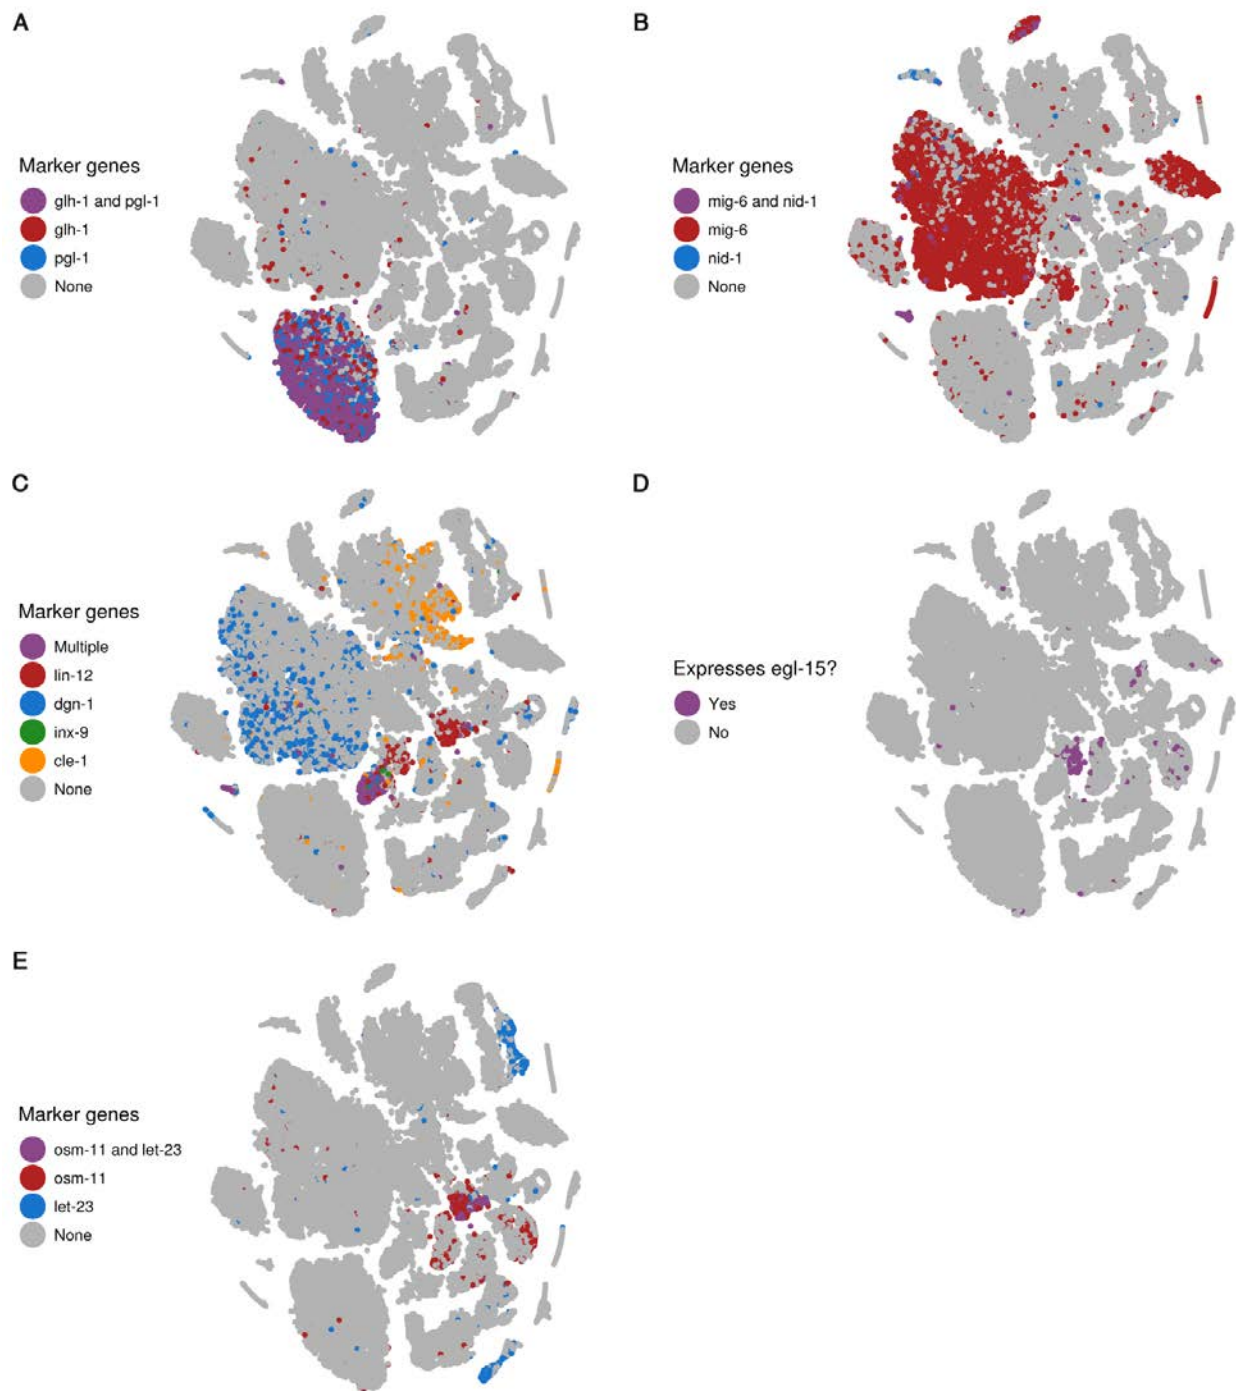 A
Marker genes
glh-1 and pgl-1
glh-1
pgl-1
None
B
Marker genes
mig-6 and nid-1
mig-6
nid-1
None
C
Marker genes
Multiple
lin-12
dgn-1
inx-9
cle-1
None
D
Expresses egl-15?
Yes
No
E
Marker genes
osm-11 and let-23
osm-11
let-23
None